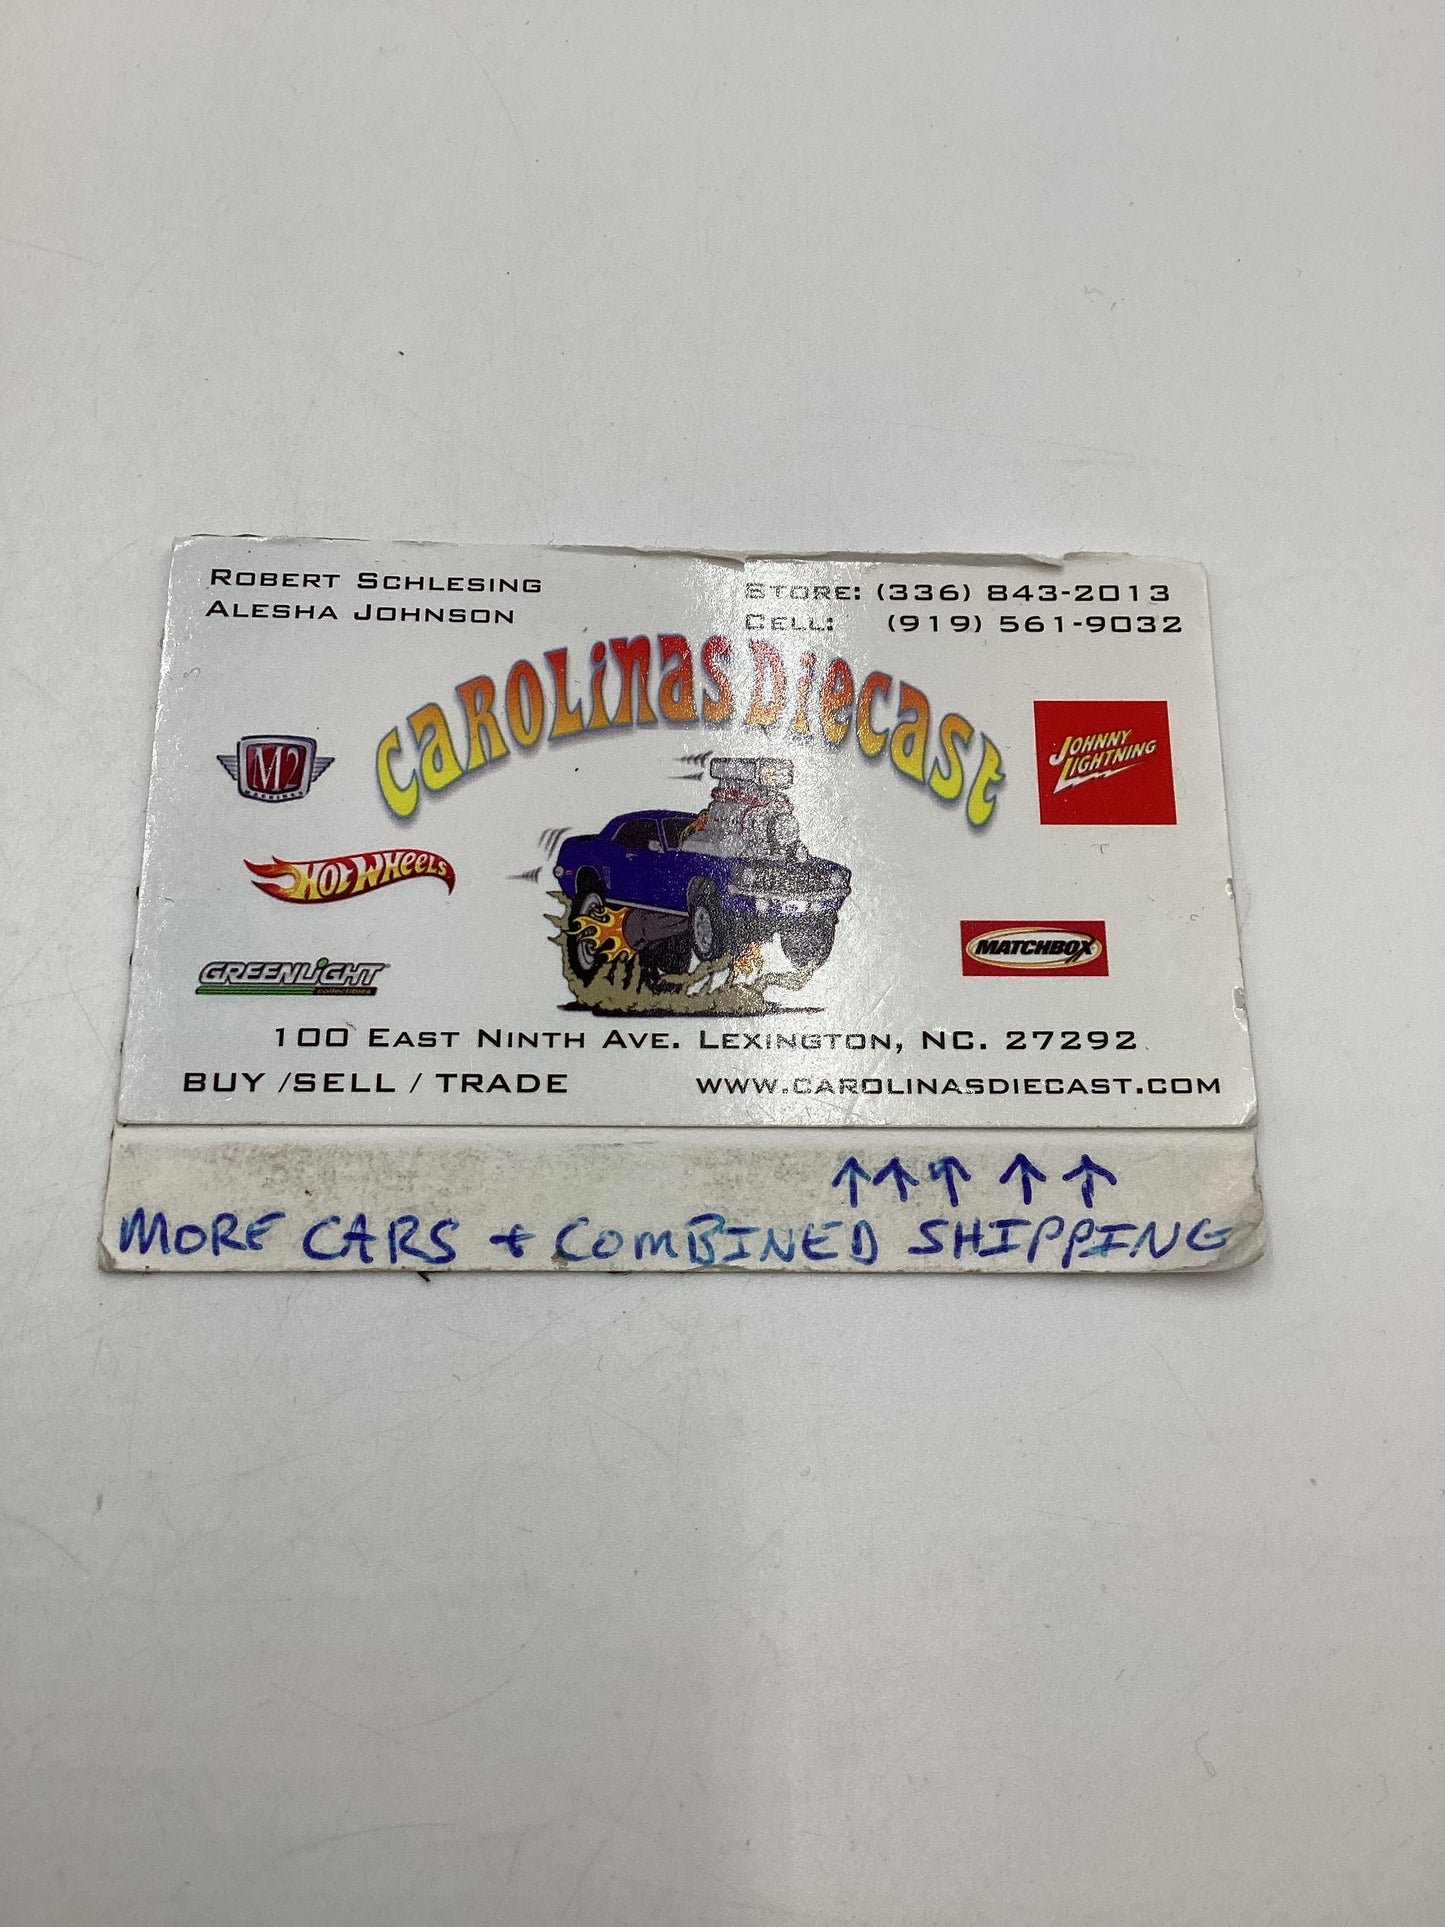 ROBERT SCHLESING
ALESHA JOHNSON
STORE: (336) 843-2013
CELL: (919) 561-9032
CAROLINAS DIECAST
M2
MACHINES
JOHNNY
LIGHTNING
HOT WHEELS
MATCHBOX
GREENLIGHT
collectibles
100 EAST NINTH AVE. LEXINGTON, NC. 27292
BUY /SELL / TRADE
WWW.CAROLINASDIECAST.COM
↑ ↑ ↑ ↑ ↑
MORE CARS + COMBINED SHIPPING